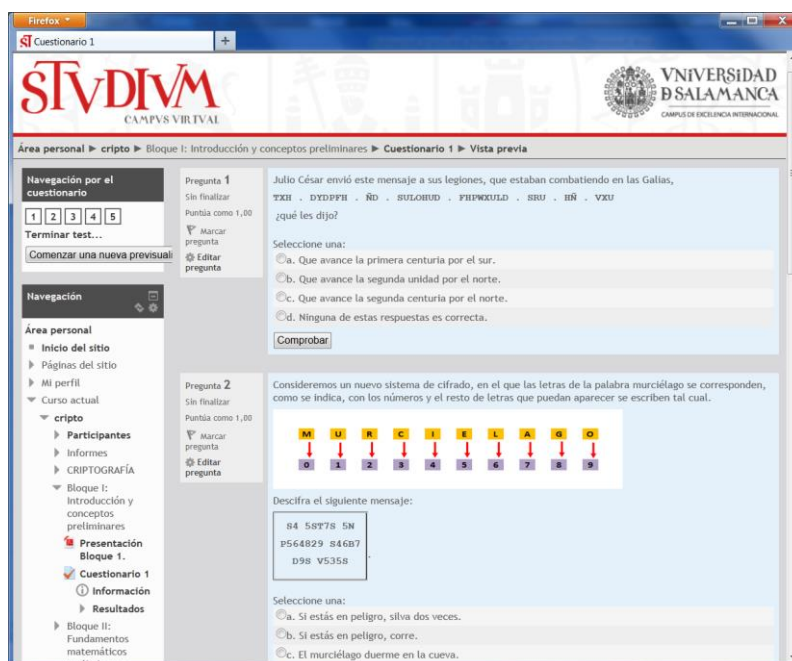 Firefox
Cuestionario 1
STVDIVM
CAMPVS VIRTVAL
VNiVERSiDAD
D SALAMANCA
CAMPUS DE EXCELENCIA INTERNACIONAL
Área personal ► cripto ► Bloque I: Introducción y conceptos preliminares ► Cuestionario 1 ► Vista previa
Navegación por el
cuestionario
1 2 3 4 5
Terminar test...
Comenzar una nueva previsuali
Navegación
Área personal
Inicio del sitio
Páginas del sitio
Mi perfil
Curso actual
cripto
Participantes
Informes
CRIPTOGRAFÍA
Bloque I:
Introducción y
conceptos
preliminares
Presentación
Bloque 1.
Cuestionario 1
Información
Resultados
Bloque II:
Fundamentos
matemáticos
Pregunta 1
Sin finalizar
Puntúa como 1,00
Marcar
pregunta
Editar
pregunta
Julio César envió este mensaje a sus legiones, que estaban combatiendo en las Galias,
TXH . DYDPFH . ÑD . SULOHUD . FHPWXULD . SRU . HÑ . VXU
¿qué les dijo?
Seleccione una:
a. Que avance la primera centuria por el sur.
b. Que avance la segunda unidad por el norte.
c. Que avance la segunda centuria por el norte.
d. Ninguna de estas respuestas es correcta.
Comprobar
Pregunta 2
Sin finalizar
Puntúa como 1,00
Marcar
pregunta
Editar
pregunta
Consideremos un nuevo sistema de cifrado, en el que las letras de la palabra murciélago se corresponden,
como se indica, con los números y el resto de letras que puedan aparecer se escriben tal cual.
M U R C I E L A G O
0 1 2 3 4 5 6 7 8 9
Descifra el siguiente mensaje:
S4 5ST7S 5N
P564829 S46B7
D9S V535S
.
Seleccione una:
a. Si estás en peligro, silva dos veces.
b. Si estás en peligro, corre.
c. El murciélago duerme en la cueva.